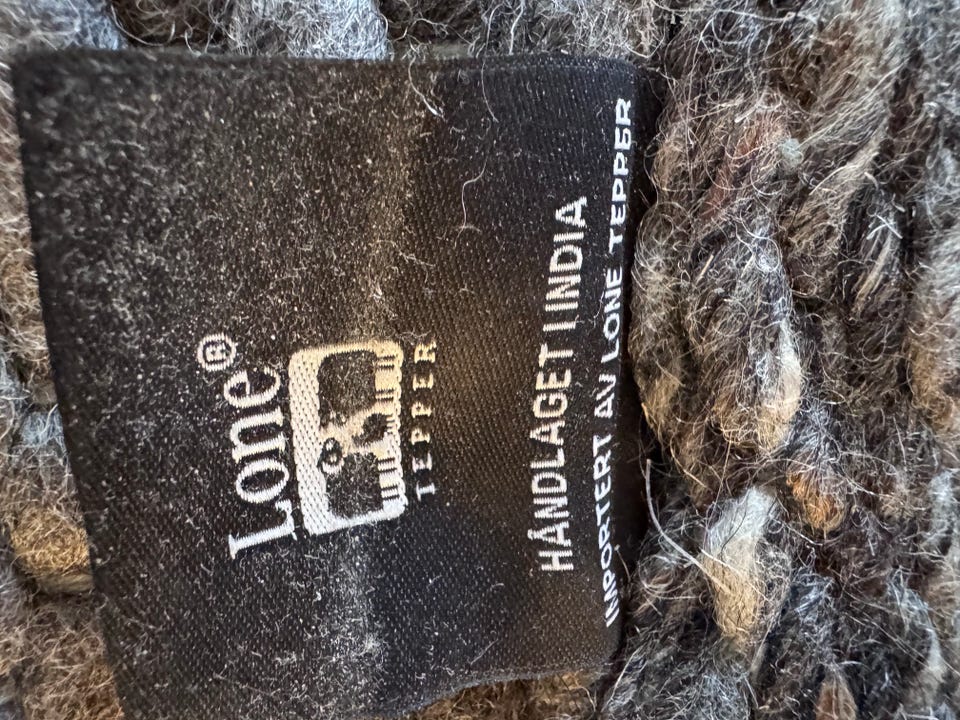 Lone®
TEPPER
HÅNDLAGET I INDIA
IMPORTERT AV LONE TEPPER